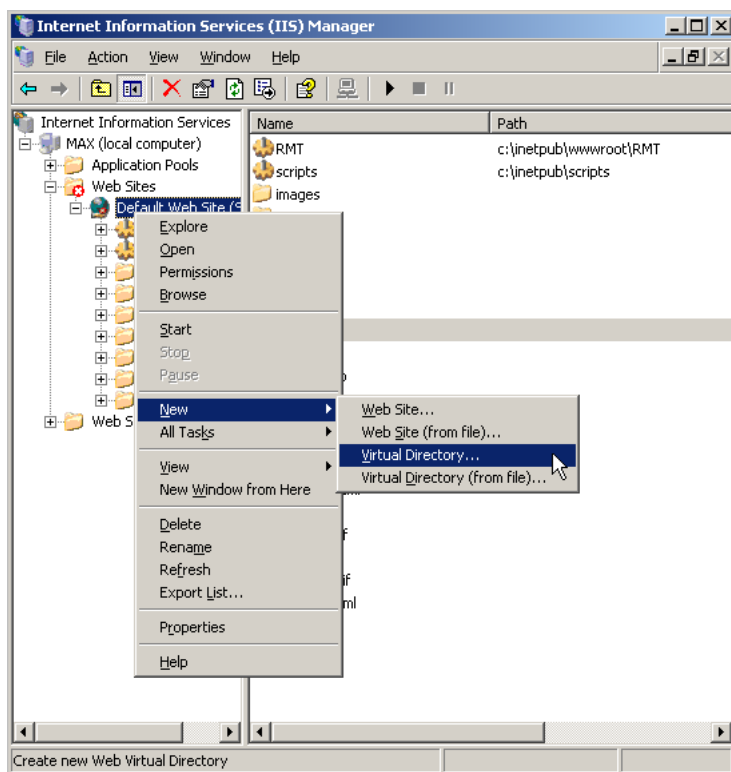 Internet Information Services (IIS) Manager
File Action View Window Help
Internet Information Services
MAX (local computer)
Application Pools
Web Sites
Default Web Site (S
Web S
Name Path
RMT c:\inetpub\wwwroot\RMT
scripts c:\inetpub\scripts
images
Explore
Open
Permissions
Browse
Start
Stop
Pause
New
All Tasks
View
New Window from Here
Delete
Rename
Refresh
Export List...
Properties
Help
Web Site...
Web Site (from file)...
Virtual Directory...
Virtual Directory (from file)...
if
ml
Create new Web Virtual Directory